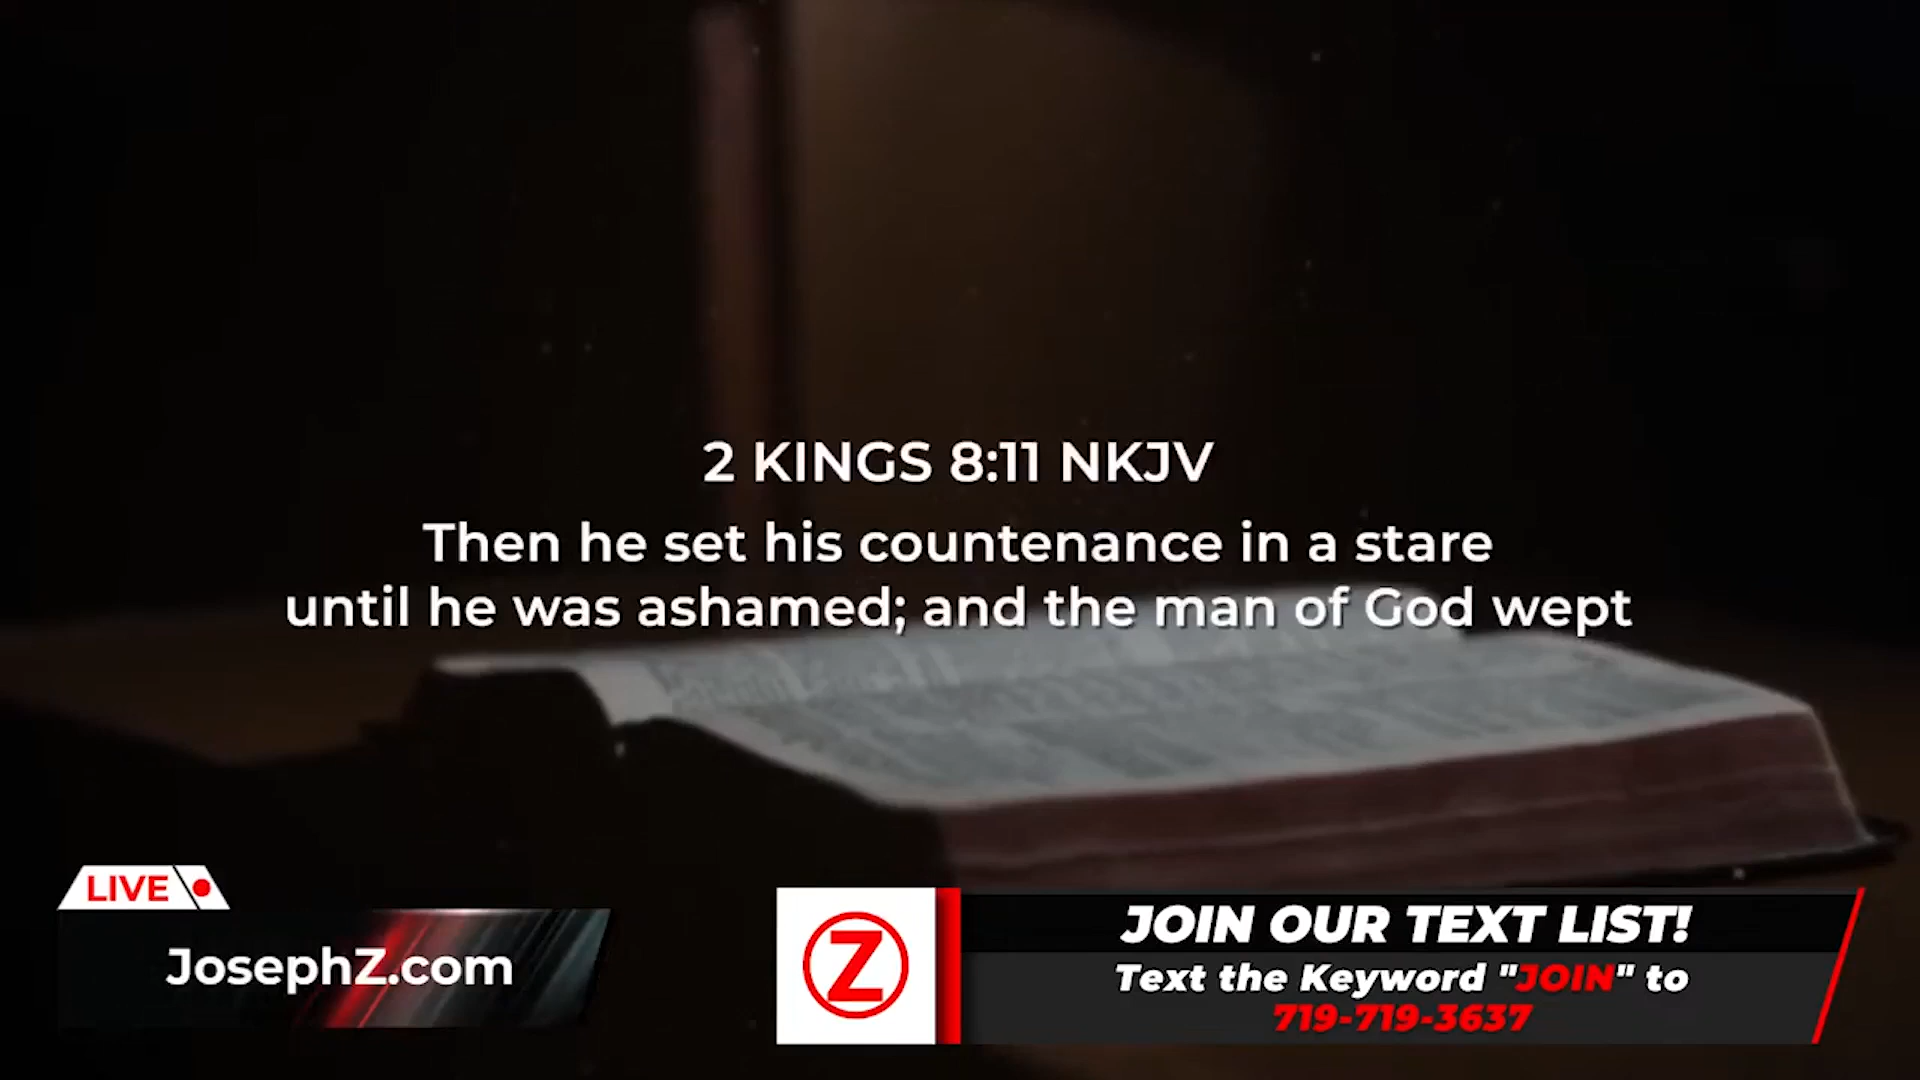 2 KINGS 8:11 NKJV
Then he set his countenance in a stare
until he was ashamed; and the man of God wept
LIVE
JosephZ.com
Z
JOIN OUR TEXT LIST!
Text the Keyword "JOIN" to
719-719-3637